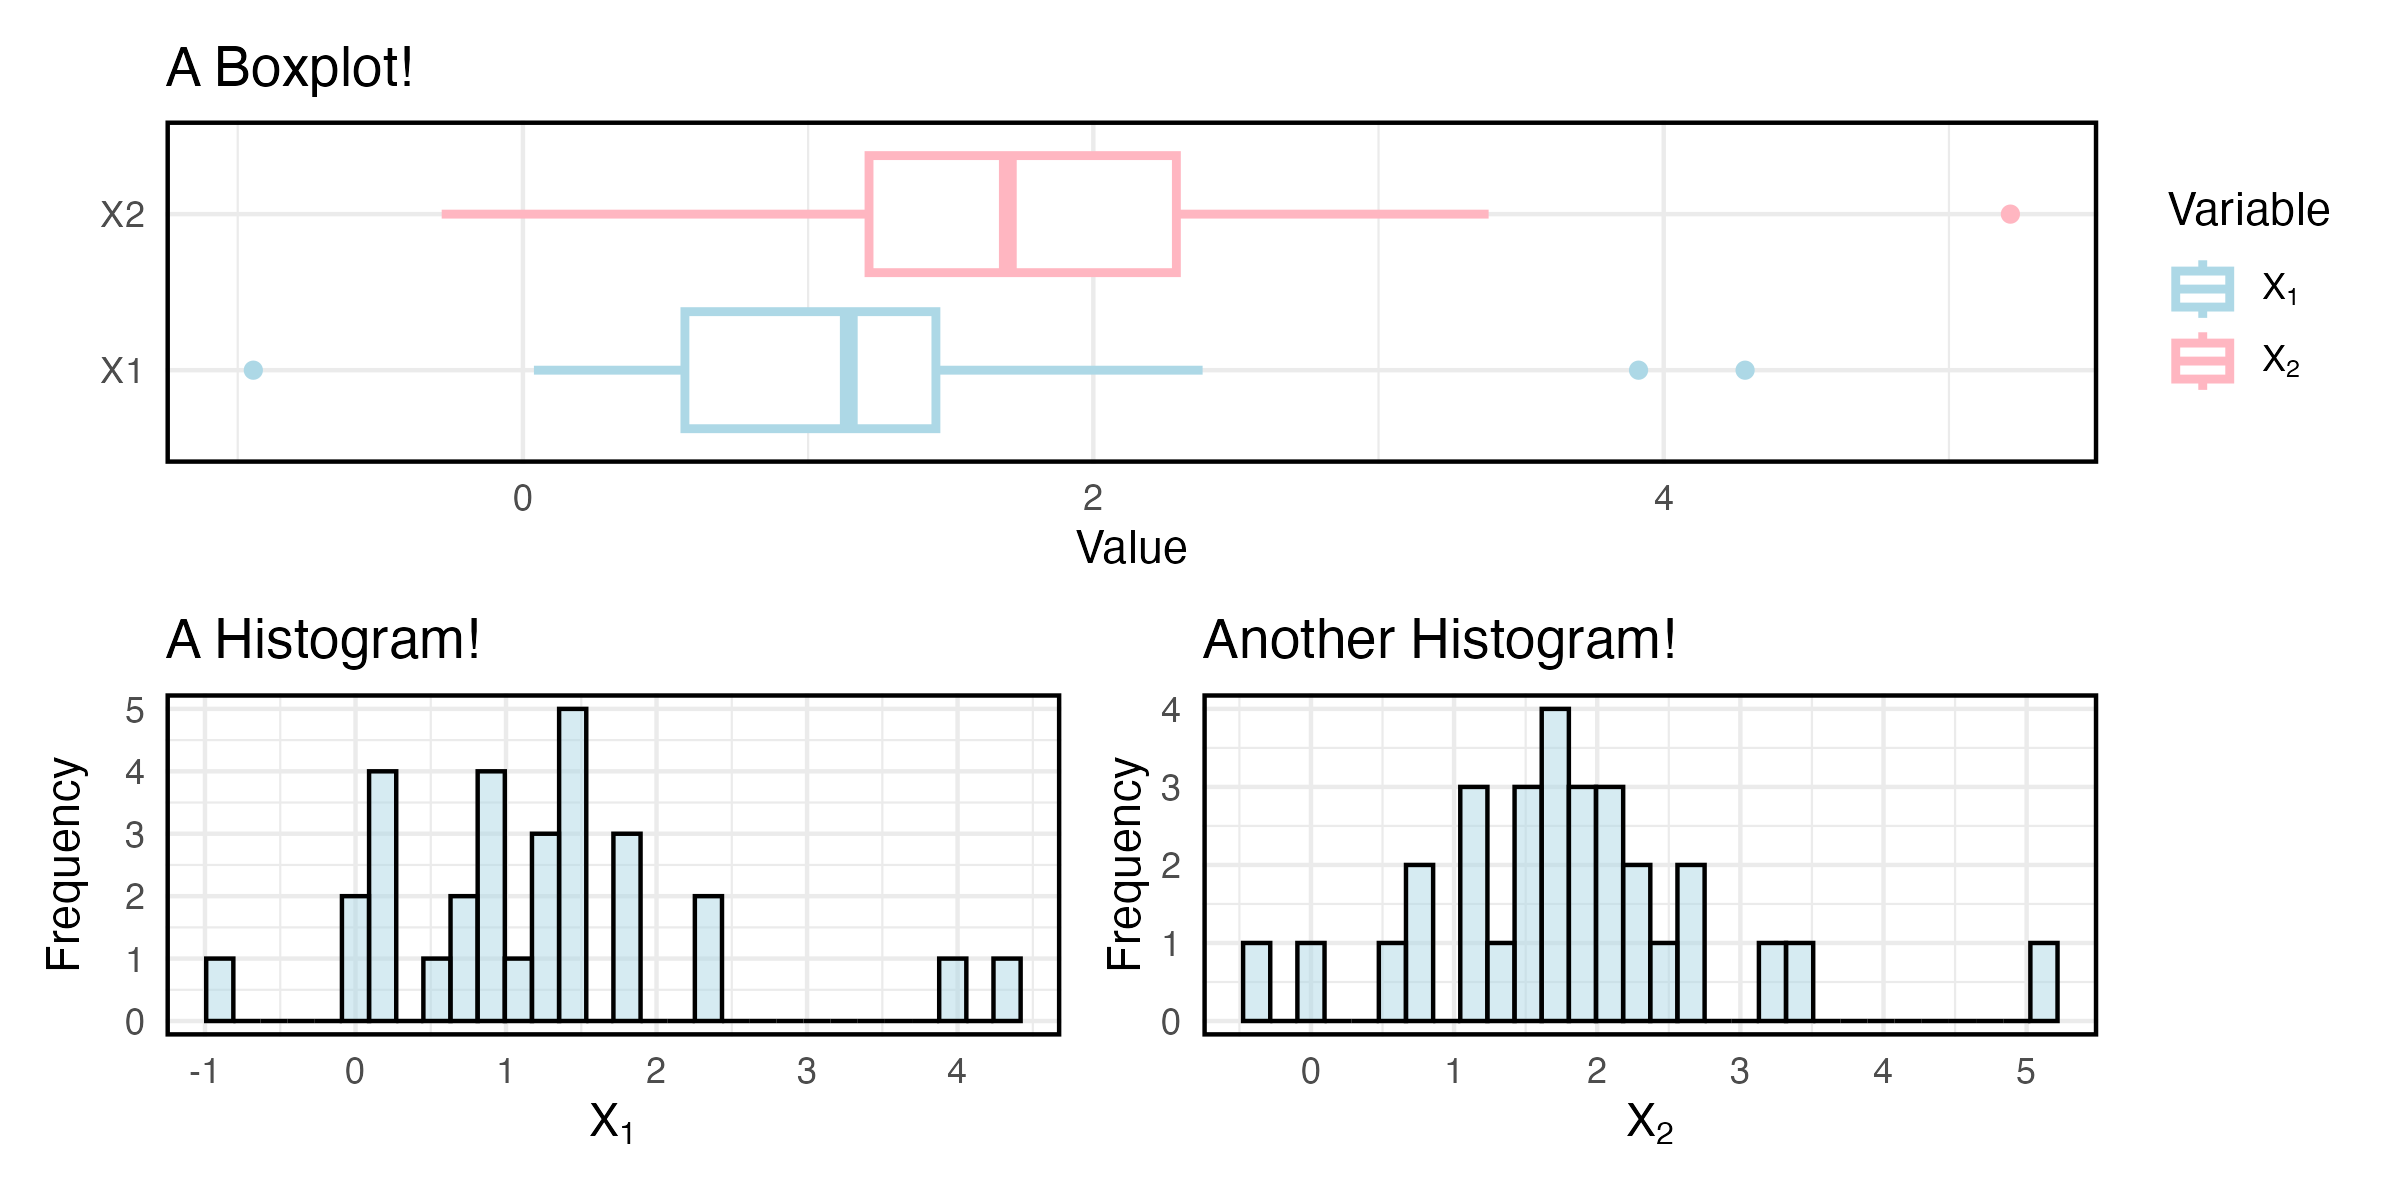 A Boxplot!
X2
X1
0 2 4
Value
Variable
X₁
X₂
A Histogram!
Frequency
5
4
3
2
1
0
-1 0 1 2 3 4
X₁
Another Histogram!
Frequency
4
3
2
1
0
0 1 2 3 4 5
X₂